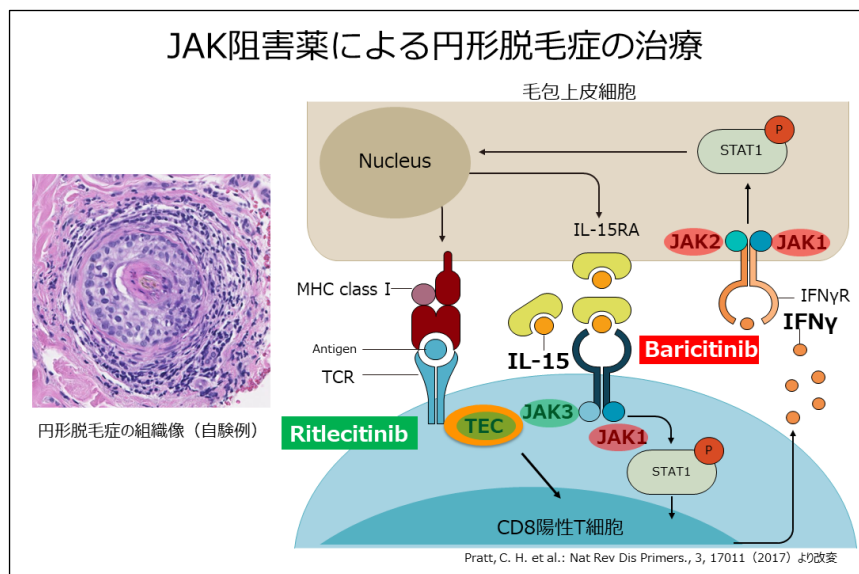 JAK阻害薬による円形脱毛症の治療
毛包上皮細胞
P
STAT1
Nucleus
IL-15RA
JAK2
JAK1
MHC class I
IFNγR
IFNγ
Antigen
IL-15
Baricitinib
TCR
JAK3
円形脱毛症の組織像（自験例）
Ritlecitinib
TEC
JAK1
P
STAT1
CD8陽性T細胞
Pratt, C. H. et al.: Nat Rev Dis Primers., 3, 17011（2017）より改変